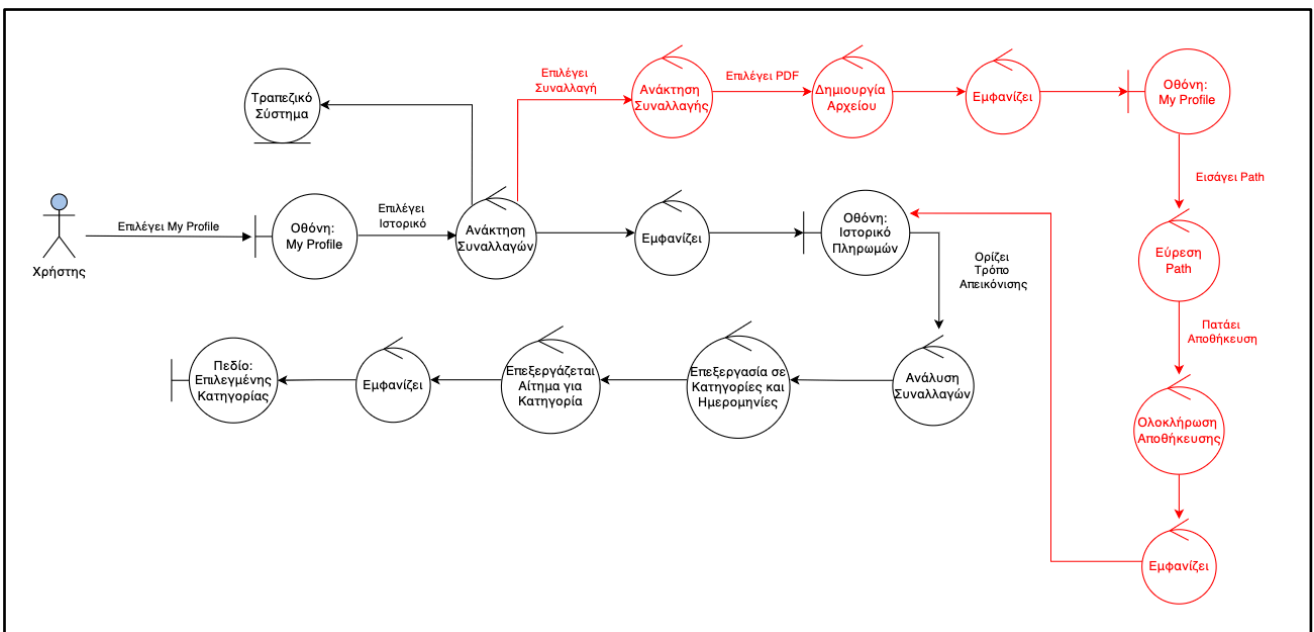 Επιλέγει
Συναλλαγή
Ανάκτηση
Συναλλαγής
Επιλέγει PDF
Δημιουργία
Αρχείου
Εμφανίζει
Οθόνη:
My Profile
Τραπεζικό
Σύστημα
Εισάγει Path
Χρήστης
Επιλέγει My Profile
Οθόνη:
My Profile
Επιλέγει
Ιστορικό
Ανάκτηση
Συναλλαγών
Εμφανίζει
Οθόνη:
Ιστορικό
Πληρωμών
Ορίζει
Τρόπο
Απεικόνισης
Εύρεση
Path
Πατάει
Αποθήκευση
Πεδίο:
Επιλεγμένης
Κατηγορίας
Εμφανίζει
Επεξεργάζεται
Αίτημα για
Κατηγορία
Επεξεργασία σε
Κατηγορίες και
Ημερομηνίες
Ανάλυση
Συναλλαγών
Ολοκλήρωση
Αποθήκευσης
Εμφανίζει